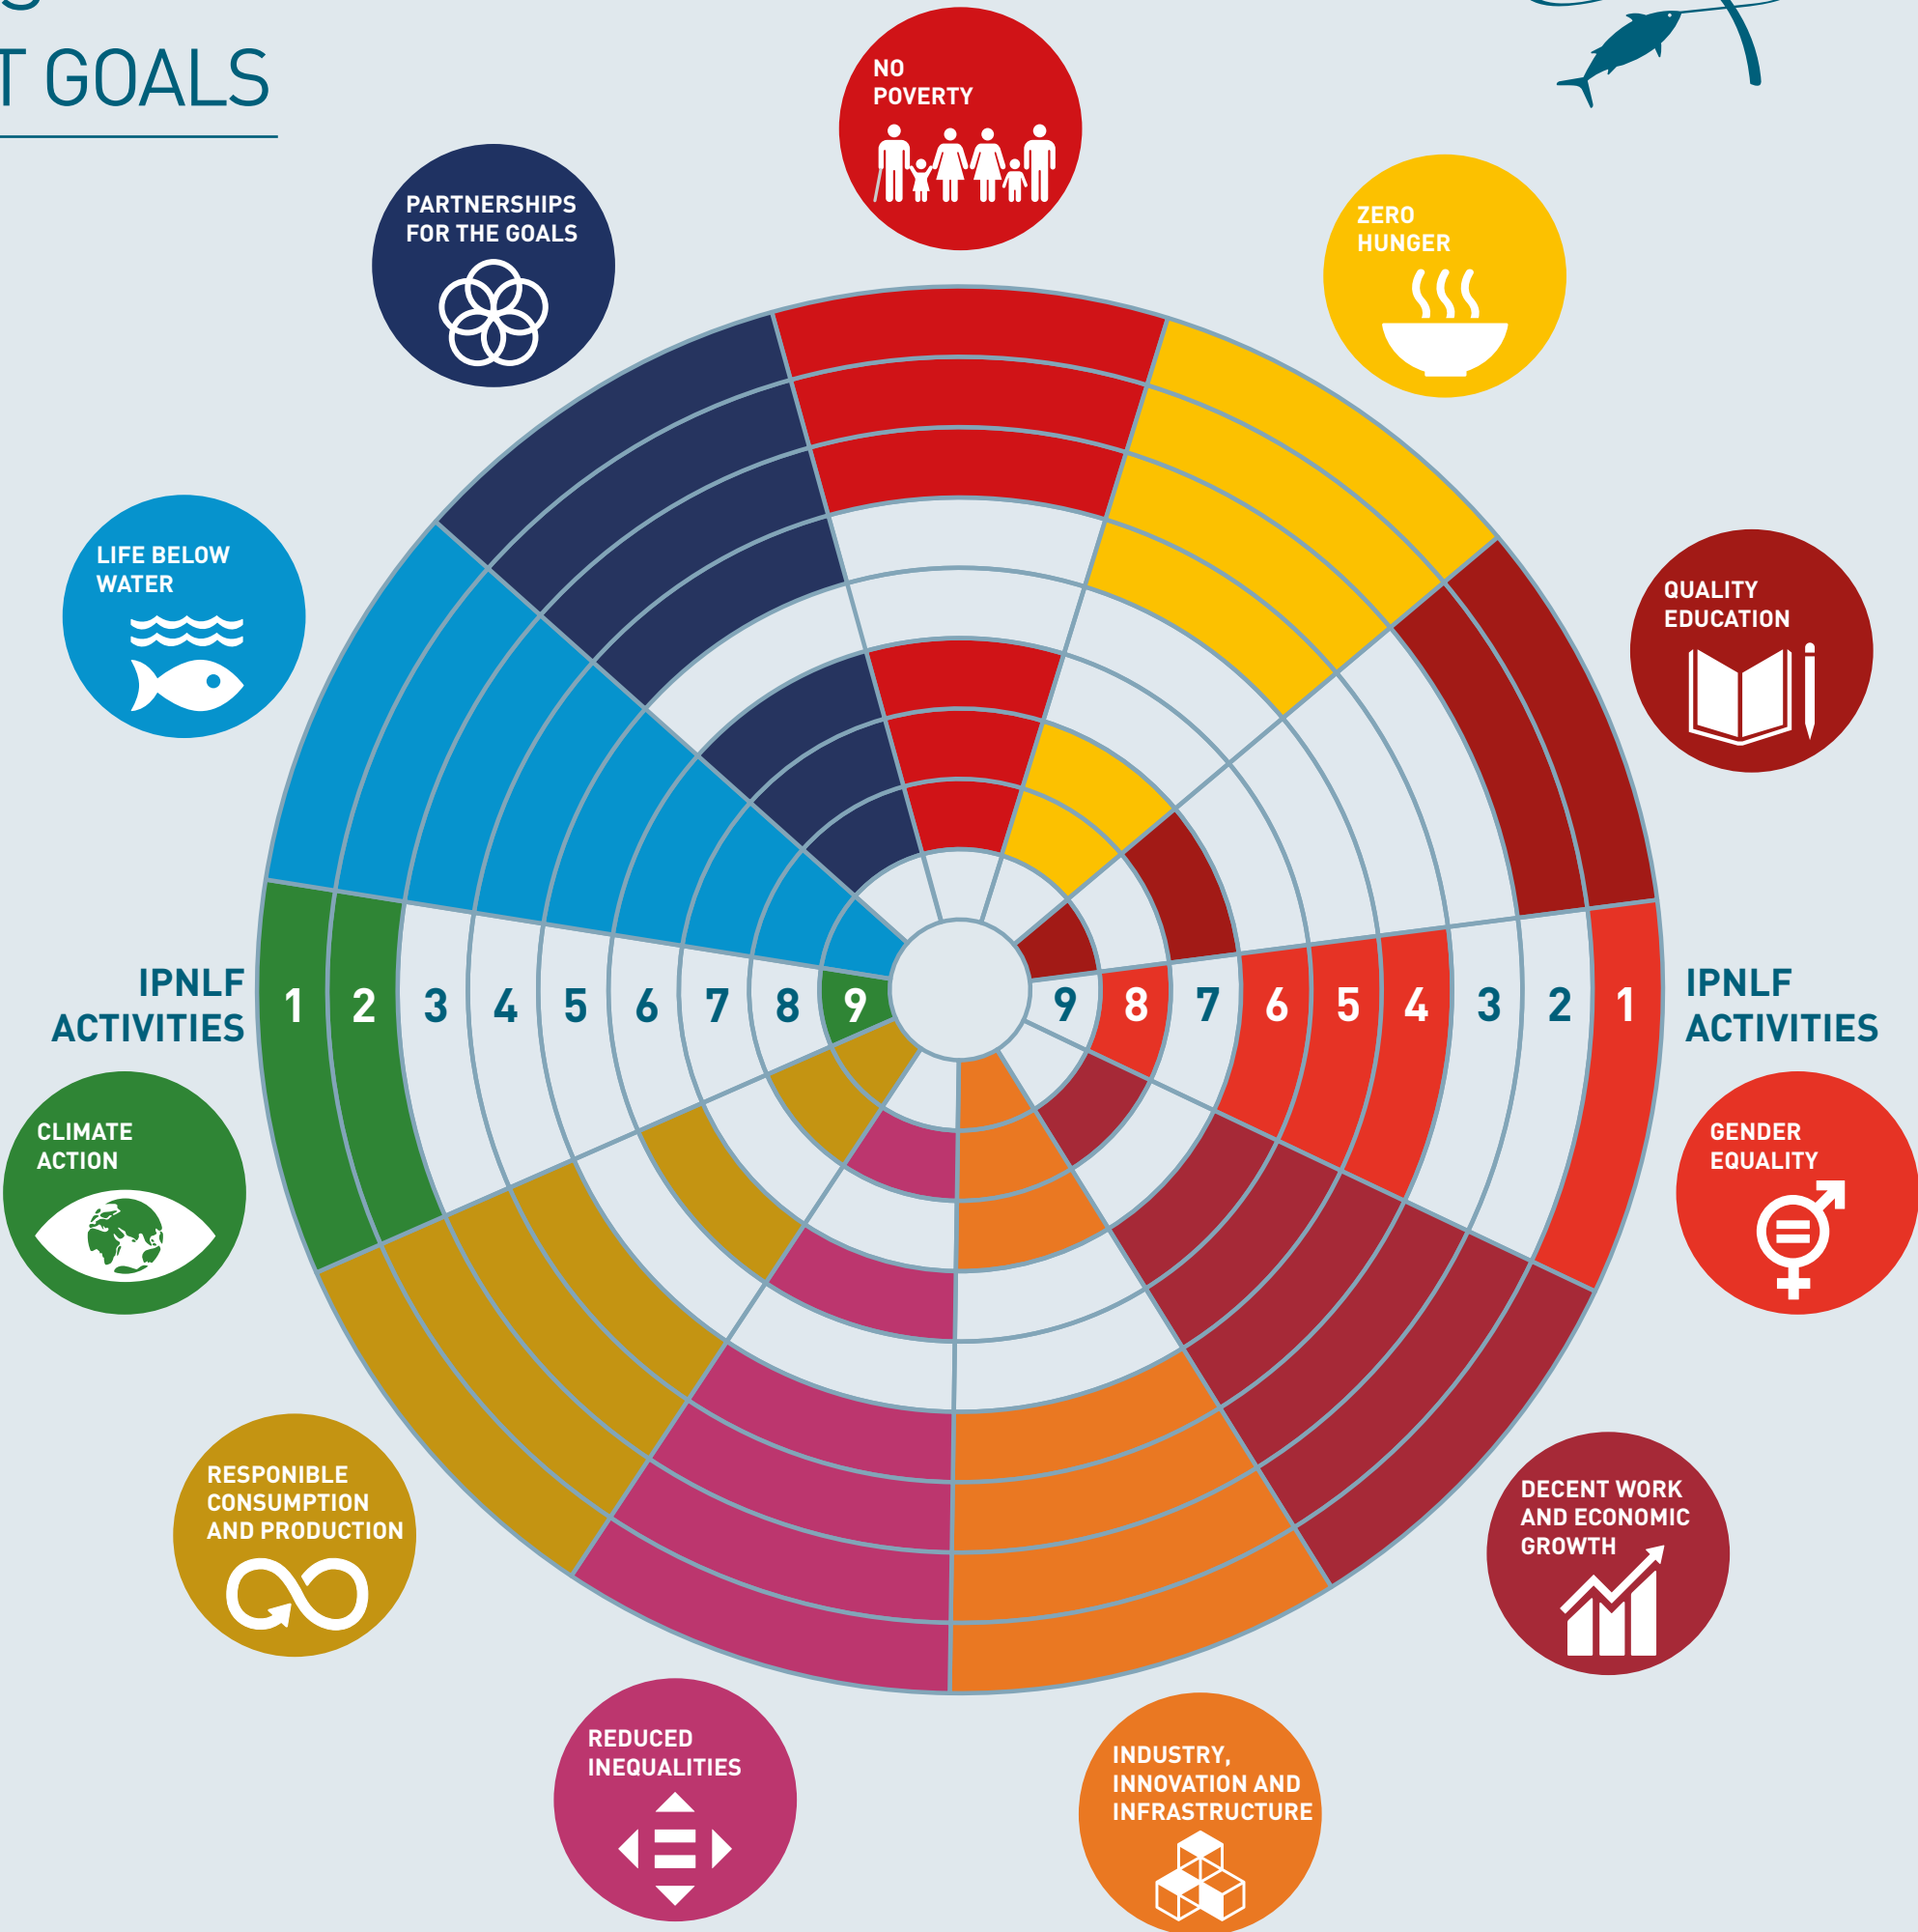 T GOALS
NO
POVERTY
PARTNERSHIPS
FOR THE GOALS
ZERO
HUNGER
LIFE BELOW
WATER
QUALITY
EDUCATION
IPNLF
ACTIVITIES
1 2 3 4 5 6 7 8 9
9 8 7 6 5 4 3 2 1
IPNLF
ACTIVITIES
CLIMATE
ACTION
GENDER
EQUALITY
RESPONIBLE
CONSUMPTION
AND PRODUCTION
DECENT WORK
AND ECONOMIC
GROWTH
REDUCED
INEQUALITIES
INDUSTRY,
INNOVATION AND
INFRASTRUCTURE